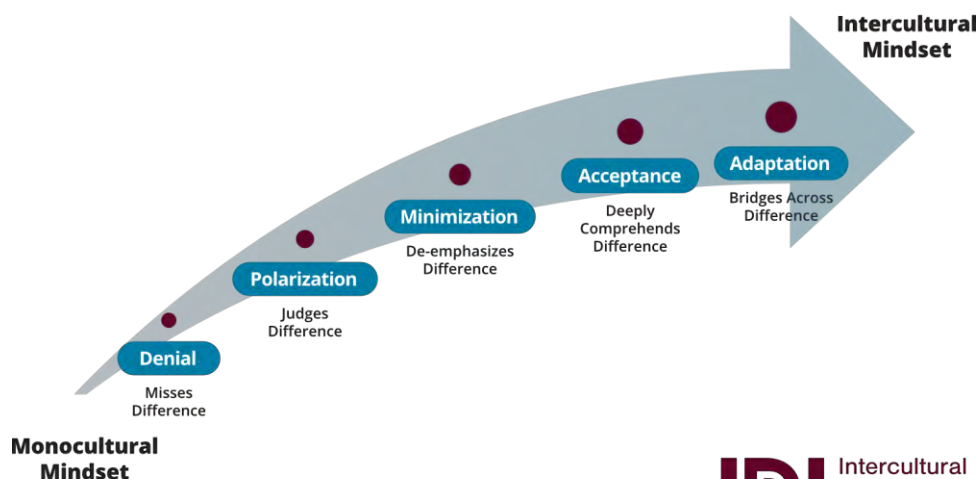 Intercultural
Mindset
Adaptation
Bridges Across
Difference
Acceptance
Deeply
Comprehends
Difference
Minimization
De-emphasizes
Difference
Polarization
Judges
Difference
Denial
Misses
Difference
Monocultural
Mindset
IDI
Intercultural